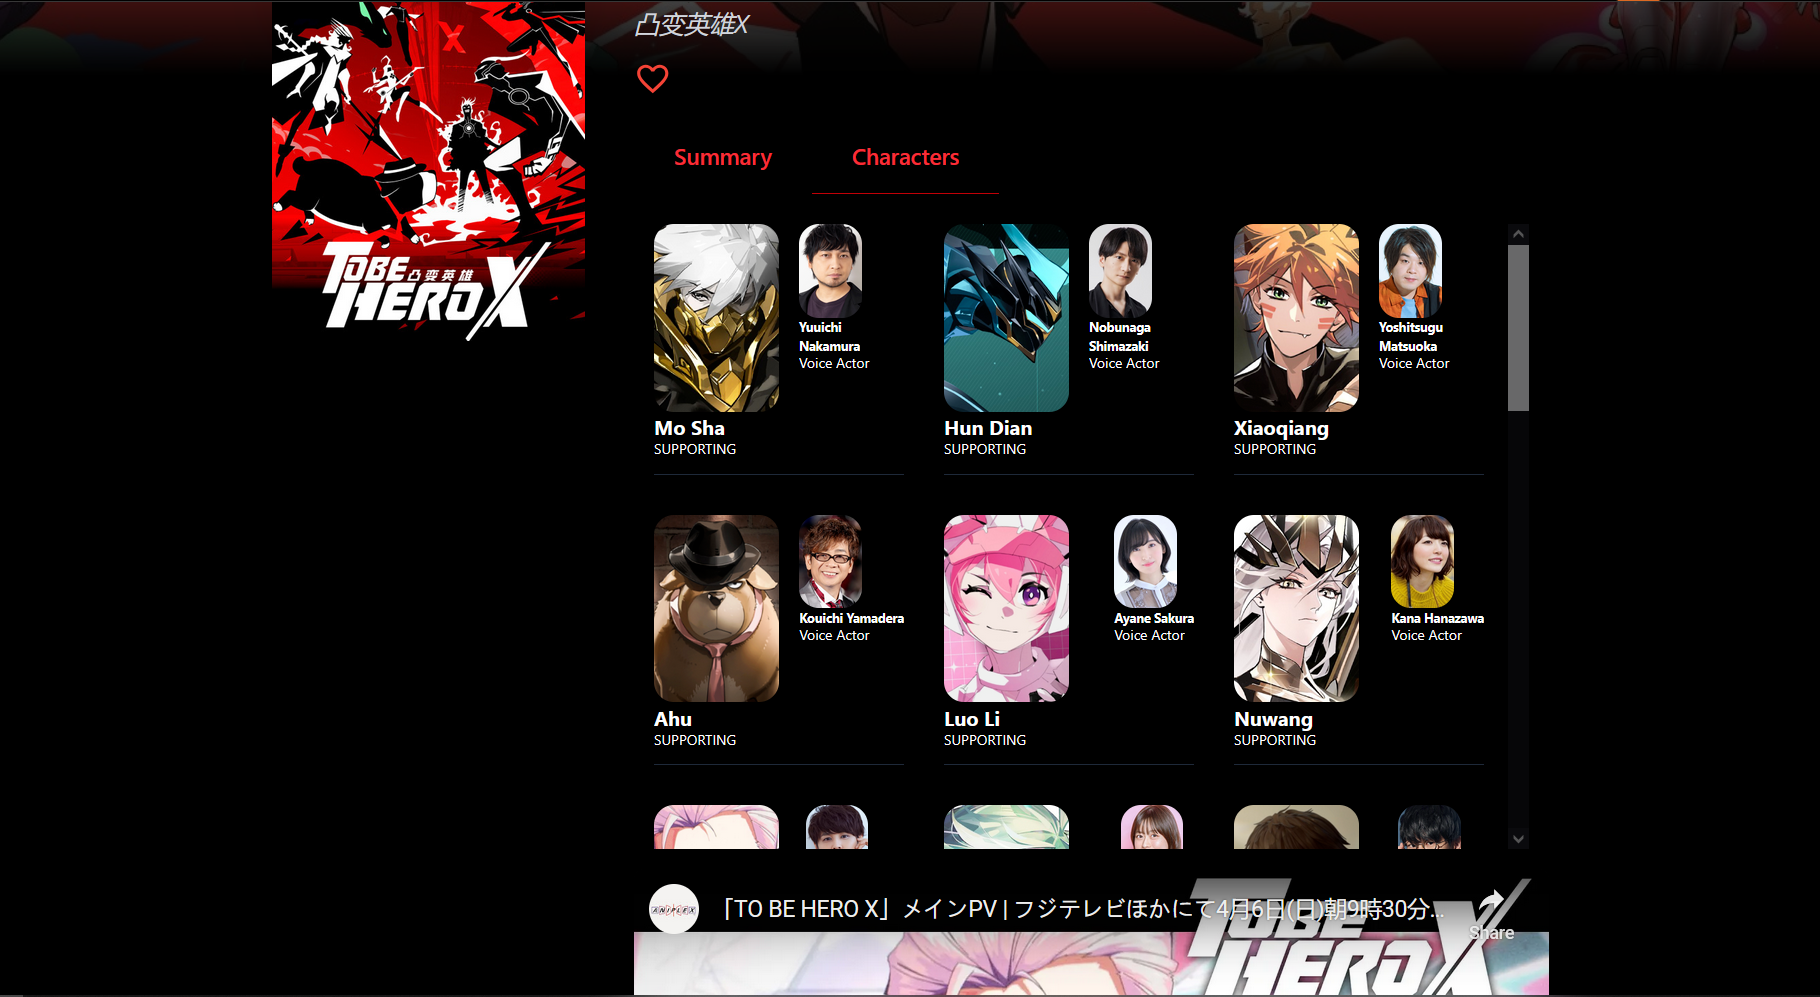 凸变英雄X
X
TOBE
凸变英雄
HERO X
Summary
Characters
Yuuichi
Nakamura
Voice Actor
Mo Sha
SUPPORTING
Nobunaga
Shimazaki
Voice Actor
Hun Dian
SUPPORTING
Yoshitsugu
Matsuoka
Voice Actor
Xiaoqiang
SUPPORTING
Kouichi Yamadera
Voice Actor
Ahu
SUPPORTING
Ayane Sakura
Voice Actor
Luo Li
SUPPORTING
Kana Hanazawa
Voice Actor
Nuwang
SUPPORTING
ANIPLEX
「TO BE HERO X」メインPV | フジテレビほかにて4月6日(日)朝9時30分...
Share
TOBE
HERO X